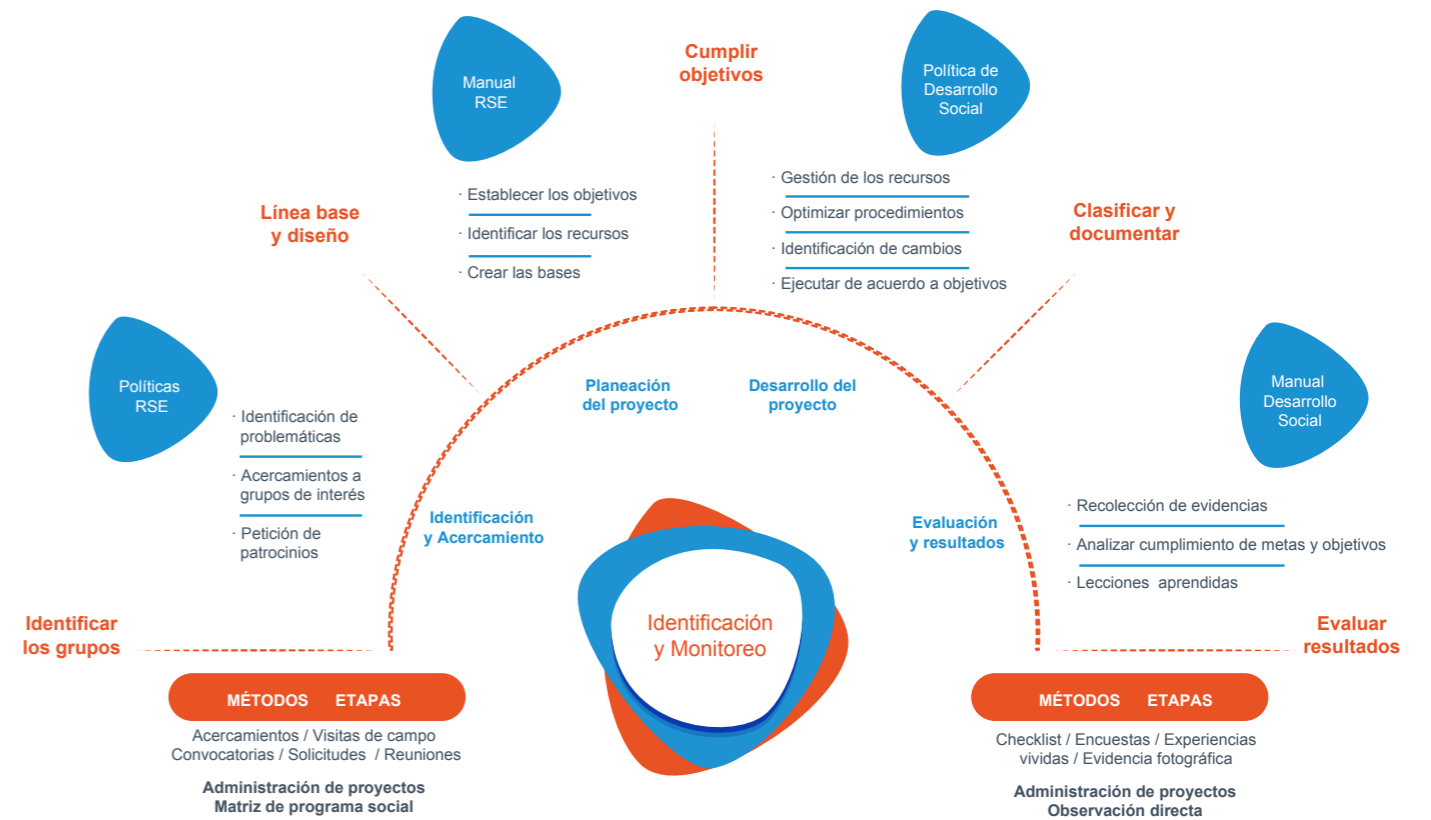 Cumplir
objetivos
Manual
RSE
Política de
Desarrollo
Social
· Establecer los objetivos
· Identificar los recursos
· Crear las bases
· Gestión de los recursos
· Optimizar procedimientos
· Identificación de cambios
· Ejecutar de acuerdo a objetivos
Línea base
y diseño
Clasificar y
documentar
Políticas
RSE
· Identificación de
problemáticas
· Acercamientos a
grupos de interés
· Petición de
patrocinios
Planeación
del proyecto
Desarrollo del
proyecto
Manual
Desarrollo
Social
Identificación
y Acercamiento
Evaluación
y resultados
· Recolección de evidencias
· Analizar cumplimiento de metas y objetivos
· Lecciones aprendidas
Identificar
los grupos
Identificación
y Monitoreo
Evaluar
resultados
MÉTODOS ETAPAS
Acercamientos / Visitas de campo
Convocatorias / Solicitudes / Reuniones
Administración de proyectos
Matriz de programa social
MÉTODOS ETAPAS
Checklist / Encuestas / Experiencias
vividas / Evidencia fotográfica
Administración de proyectos
Observación directa